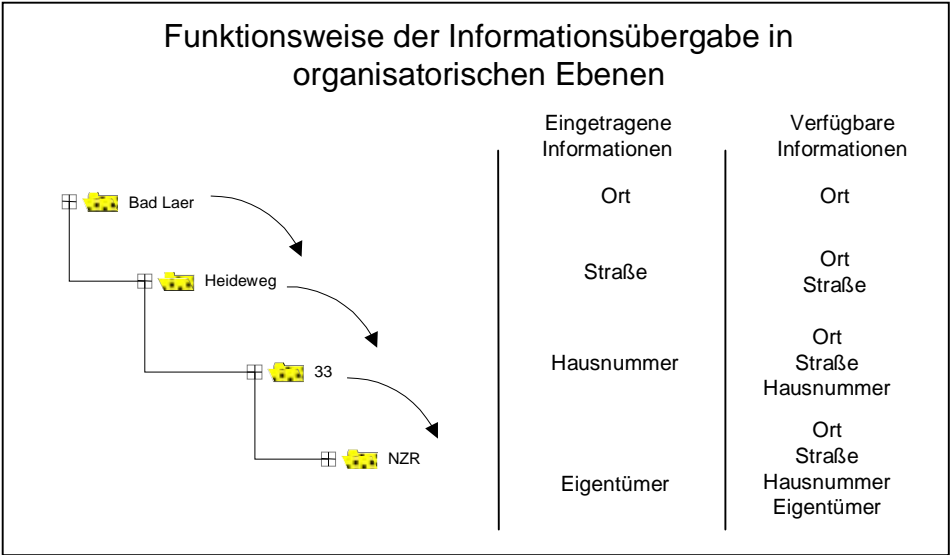 Funktionsweise der Informationsübergabe in
organisatorischen Ebenen
Eingetragene
Informationen
Verfügbare
Informationen
Bad Laer
Ort
Ort
Heideweg
Straße
Ort
Straße
33
Hausnummer
Ort
Straße
Hausnummer
NZR
Eigentümer
Ort
Straße
Hausnummer
Eigentümer